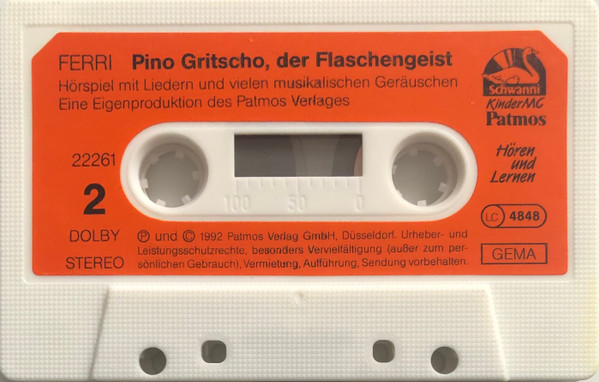 FERRI Pino Gritscho, der Flaschengeist
Hörspiel mit Liedern und vielen musikalischen Geräuschen
Eine Eigenproduktion des Patmos Verlages
Schwanni
KinderMC
Patmos
Hören
und
Lernen
22261
2
DOLBY
STEREO
100 50 0
LC 4848
GEMA
℗ und © 1992 Patmos Verlag GmbH, Düsseldorf. Urheber- und
Leistungsschutzrechte, besonders Vervielfältigung (außer zum per-
sönlichen Gebrauch), Vermietung, Aufführung, Sendung vorbehalten.